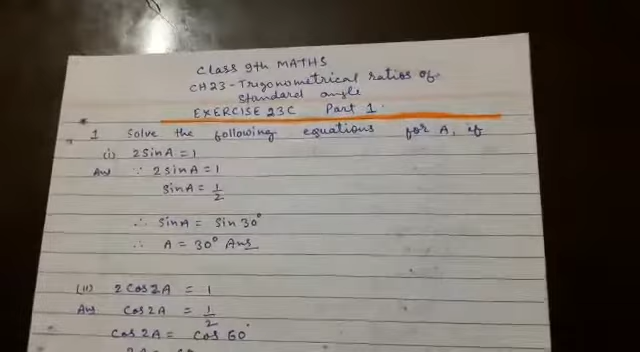 Class 9th MATHS
CH 23 - Trigonometrical ratios of
Standard angle
EXERCISE 23C Part 1.
1 Solve the following equations for A, if
(i) 2 sin A = 1
Ans ∵ 2 sin A = 1
sin A = 1/2
∴ sin A = sin 30°
∴ A = 30° Ans
(ii) 2 cos 2A = 1
Ans cos 2A = 1/2
cos 2A = cos 60°